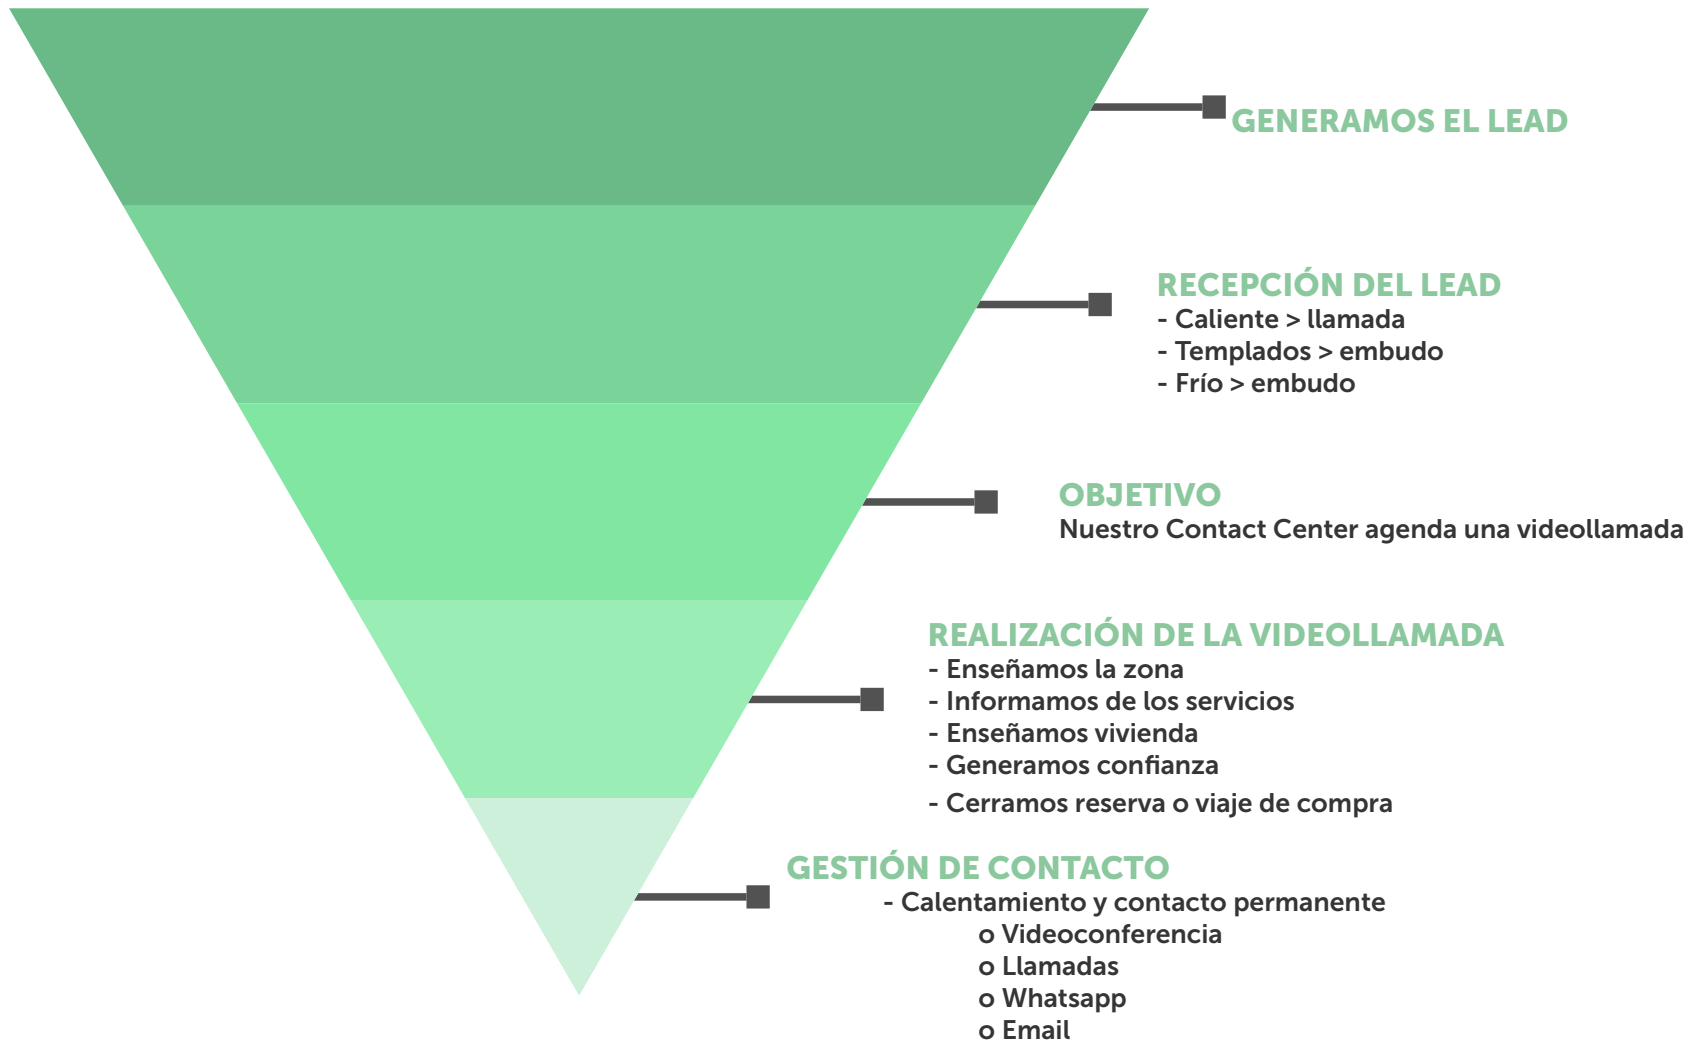 GENERAMOS EL LEAD
RECEPCIÓN DEL LEAD
- Caliente > llamada
- Templados > embudo
- Frío > embudo
OBJETIVO
Nuestro Contact Center agenda una videollamada
REALIZACIÓN DE LA VIDEOLLAMADA
- Enseñamos la zona
- Informamos de los servicios
- Enseñamos vivienda
- Generamos confianza
- Cerramos reserva o viaje de compra
GESTIÓN DE CONTACTO
- Calentamiento y contacto permanente
o Videoconferencia
o Llamadas
o Whatsapp
o Email